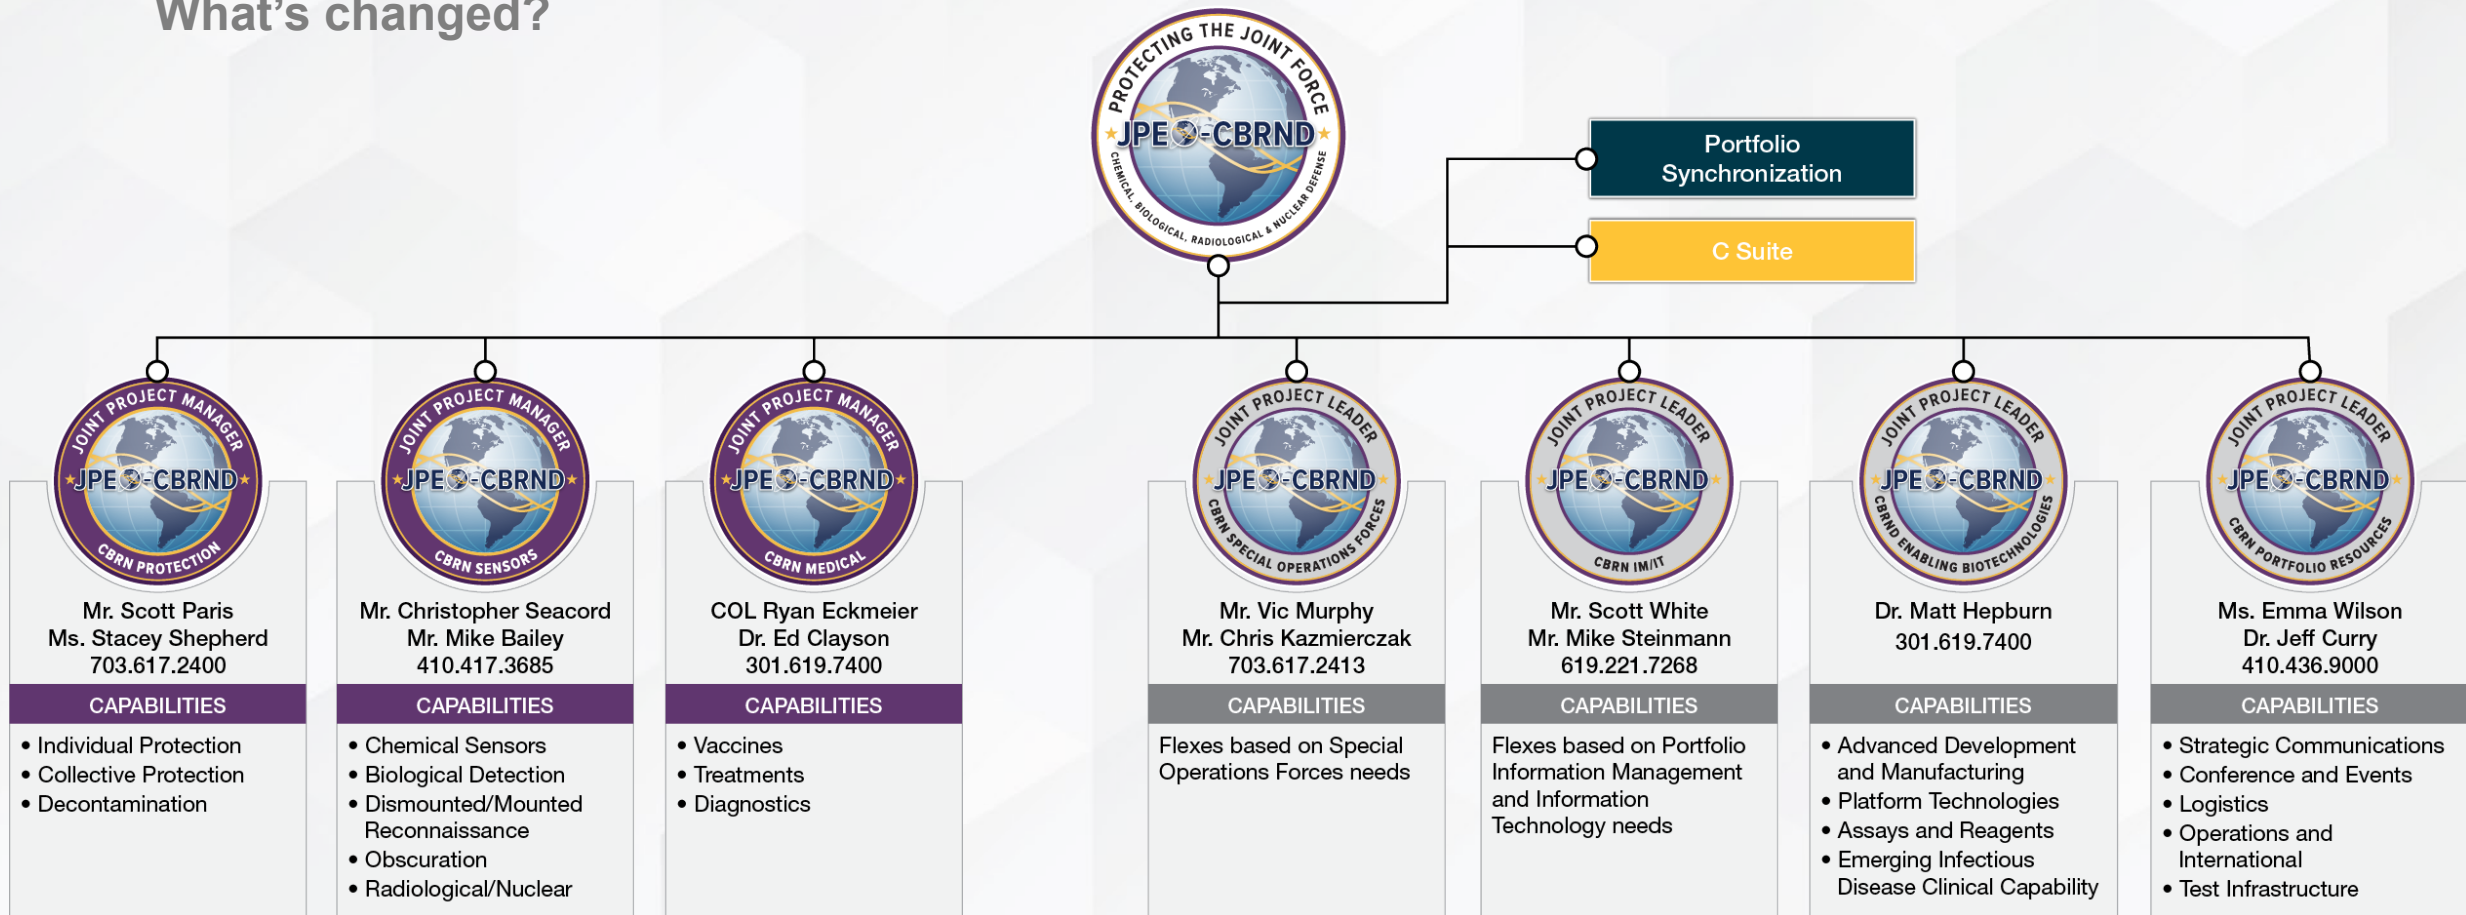 What's changed?
PROTECTING THE JOINT FORCE
JPEO-CBRND
CHEMICAL, BIOLOGICAL, RADIOLOGICAL & NUCLEAR DEFENSE
Portfolio
Synchronization
C Suite
JOINT PROJECT MANAGER
JPEO-CBRND
CBRN PROTECTION
Mr. Scott Paris
Ms. Stacey Shepherd
703.617.2400
CAPABILITIES
• Individual Protection
• Collective Protection
• Decontamination
JOINT PROJECT MANAGER
JPEO-CBRND
CBRN SENSORS
Mr. Christopher Seacord
Mr. Mike Bailey
410.417.3685
CAPABILITIES
• Chemical Sensors
• Biological Detection
• Dismounted/Mounted
Reconnaissance
• Obscuration
• Radiological/Nuclear
JOINT PROJECT MANAGER
JPEO-CBRND
CBRN MEDICAL
COL Ryan Eckmeier
Dr. Ed Clayson
301.619.7400
CAPABILITIES
• Vaccines
• Treatments
• Diagnostics
JOINT PROJECT LEADER
JPEO-CBRND
CBRN SPECIAL OPERATIONS FORCES
Mr. Vic Murphy
Mr. Chris Kazmierczak
703.617.2413
CAPABILITIES
Flexes based on Special
Operations Forces needs
JOINT PROJECT LEADER
JPEO-CBRND
CBRN IM/IT
Mr. Scott White
Mr. Mike Steinmann
619.221.7268
CAPABILITIES
Flexes based on Portfolio
Information Management
and Information
Technology needs
JOINT PROJECT LEADER
JPEO-CBRND
CBRND ENABLING BIOTECHNOLOGIES
Dr. Matt Hepburn
301.619.7400
CAPABILITIES
• Advanced Development
and Manufacturing
• Platform Technologies
• Assays and Reagents
• Emerging Infectious
Disease Clinical Capability
JOINT PROJECT LEADER
JPEO-CBRND
CBRN PORTFOLIO RESOURCES
Ms. Emma Wilson
Dr. Jeff Curry
410.436.9000
CAPABILITIES
• Strategic Communications
• Conference and Events
• Logistics
• Operations and
International
• Test Infrastructure